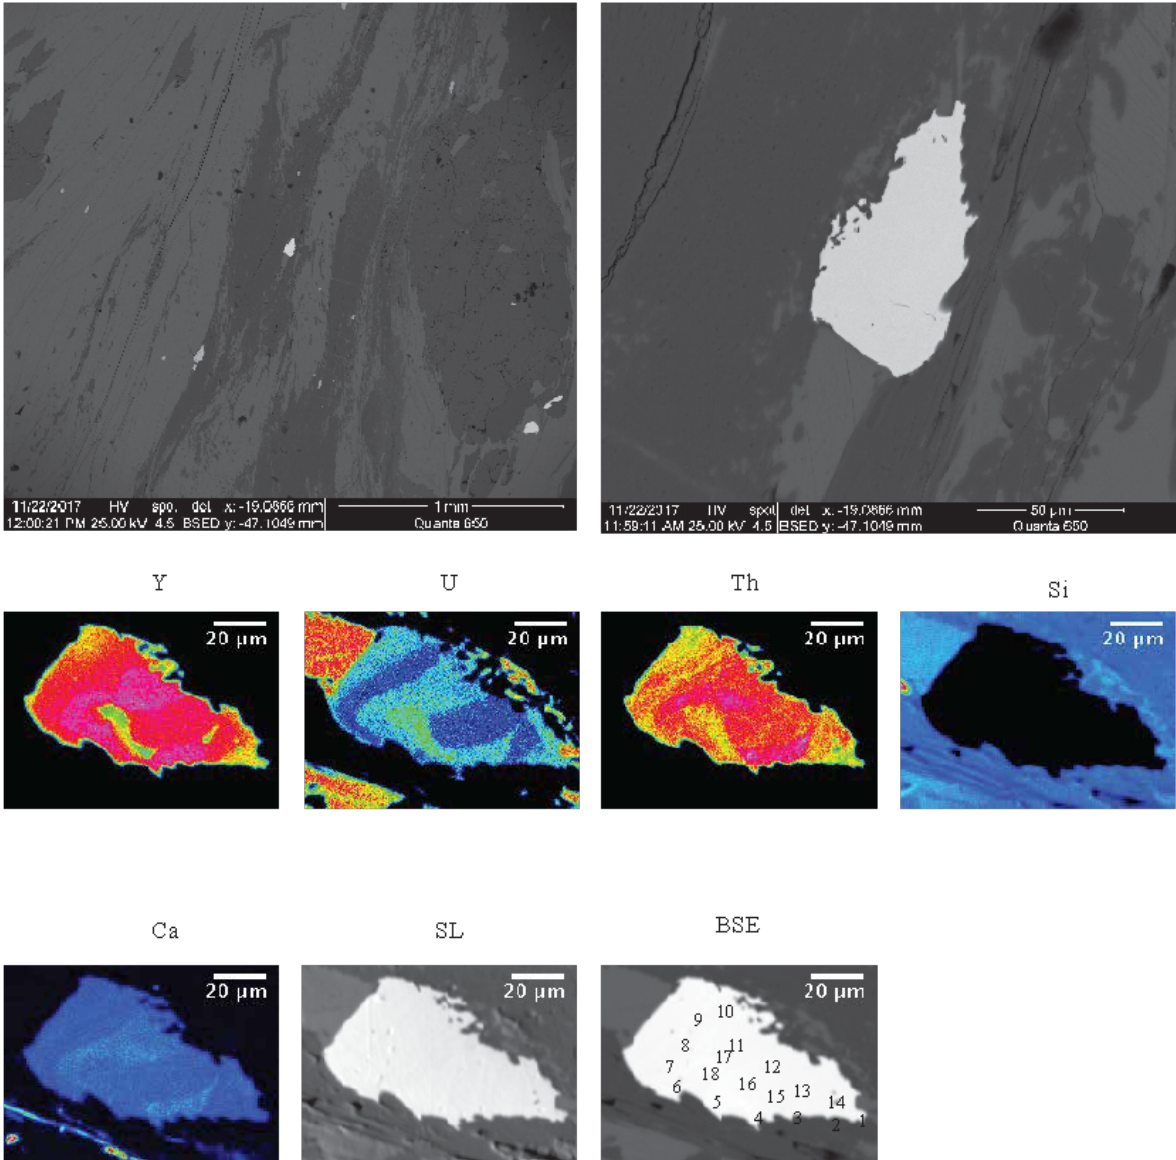 11/22/2017 HV spot det x: -19.0666 mm 1 mm
12:00:21 PM 25.00 kV 4.5 BSED y: -47.1049 mm Quanta 650
11/22/2017 HV spot det x: -19.0666 mm 50 µm
11:59:11 AM 25.00 kV 4.5 BSED y: -47.1049 mm Quanta 650
Y U Th Si
20 µm 20 µm 20 µm 20 µm
Ca SL BSE
20 µm 20 µm 20 µm
9 10
8 11
7 17 12
6 18 16 13
5 15 14
4 3 2 1